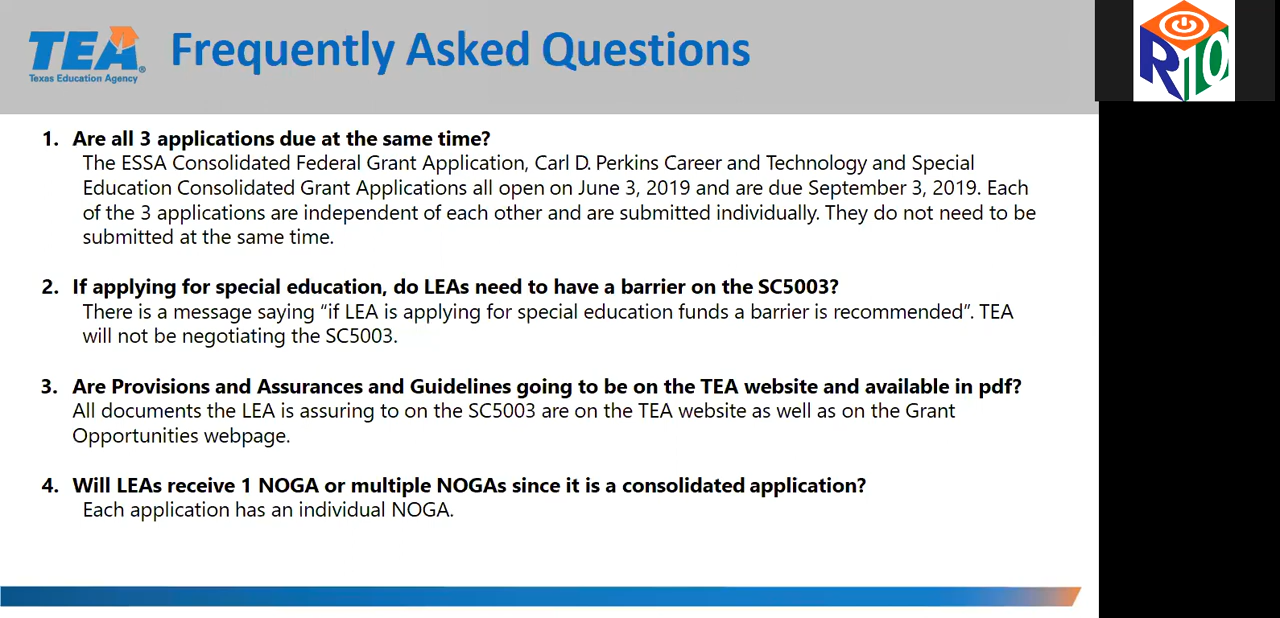 TEA
Texas Education Agency
Frequently Asked Questions
R10
1. Are all 3 applications due at the same time?
The ESSA Consolidated Federal Grant Application, Carl D. Perkins Career and Technology and Special
Education Consolidated Grant Applications all open on June 3, 2019 and are due September 3, 2019. Each
of the 3 applications are independent of each other and are submitted individually. They do not need to be
submitted at the same time.
2. If applying for special education, do LEAs need to have a barrier on the SC5003?
There is a message saying “if LEA is applying for special education funds a barrier is recommended”. TEA
will not be negotiating the SC5003.
3. Are Provisions and Assurances and Guidelines going to be on the TEA website and available in pdf?
All documents the LEA is assuring to on the SC5003 are on the TEA website as well as on the Grant
Opportunities webpage.
4. Will LEAs receive 1 NOGA or multiple NOGAs since it is a consolidated application?
Each application has an individual NOGA.